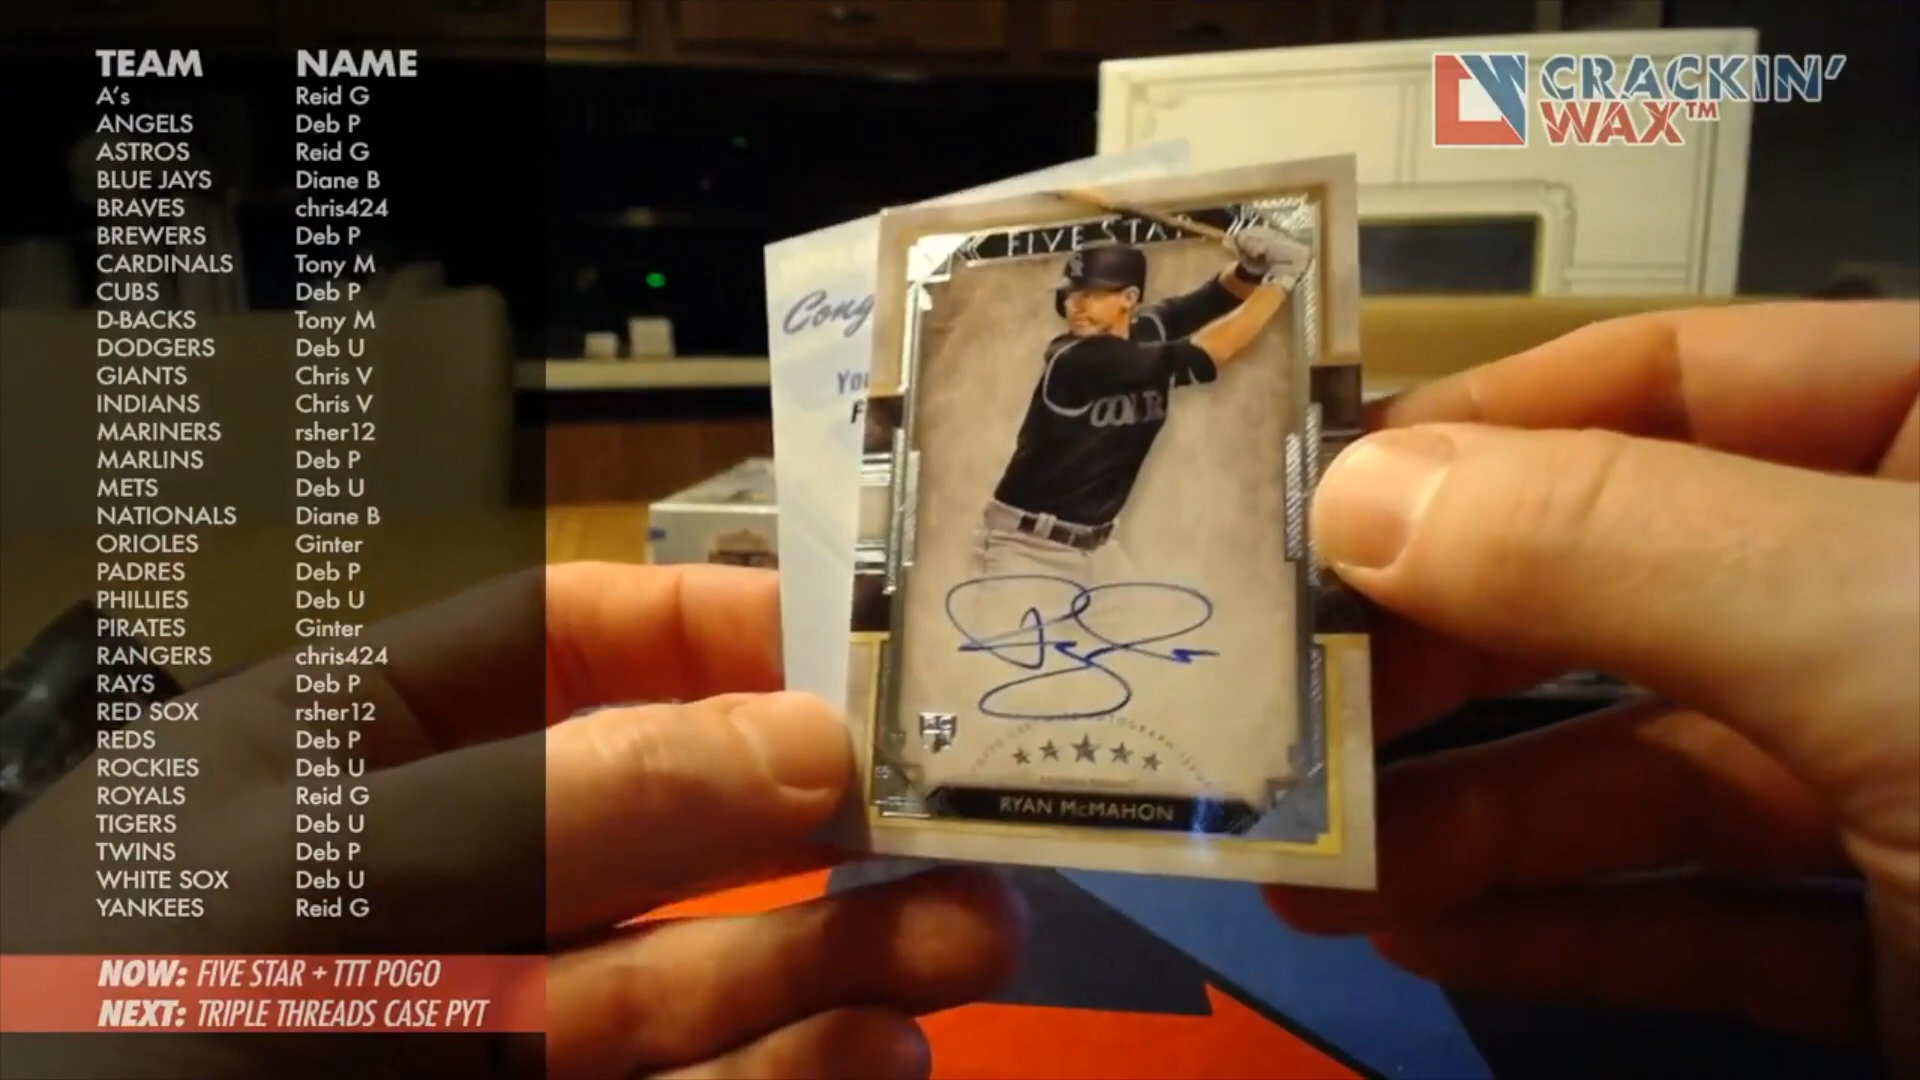 TEAM NAME
A's Reid G
ANGELS Deb P
ASTROS Reid G
BLUE JAYS Diane B
BRAVES chris424
BREWERS Deb P
CARDINALS Tony M
CUBS Deb P
D-BACKS Tony M
DODGERS Deb U
GIANTS Chris V
INDIANS Chris V
MARINERS rsher12
MARLINS Deb P
METS Deb U
NATIONALS Diane B
ORIOLES Ginter
PADRES Deb P
PHILLIES Deb U
PIRATES Ginter
RANGERS chris424
RAYS Deb P
RED SOX rsher12
REDS Deb P
ROCKIES Deb U
ROYALS Reid G
TIGERS Deb U
TWINS Deb P
WHITE SOX Deb U
YANKEES Reid G
NOW: FIVE STAR + TTT POGO
NEXT: TRIPLE THREADS CASE PYT
CRACKIN'
WAX™
FIVE STA
Cong
You
F
RC
RYAN McMAHON